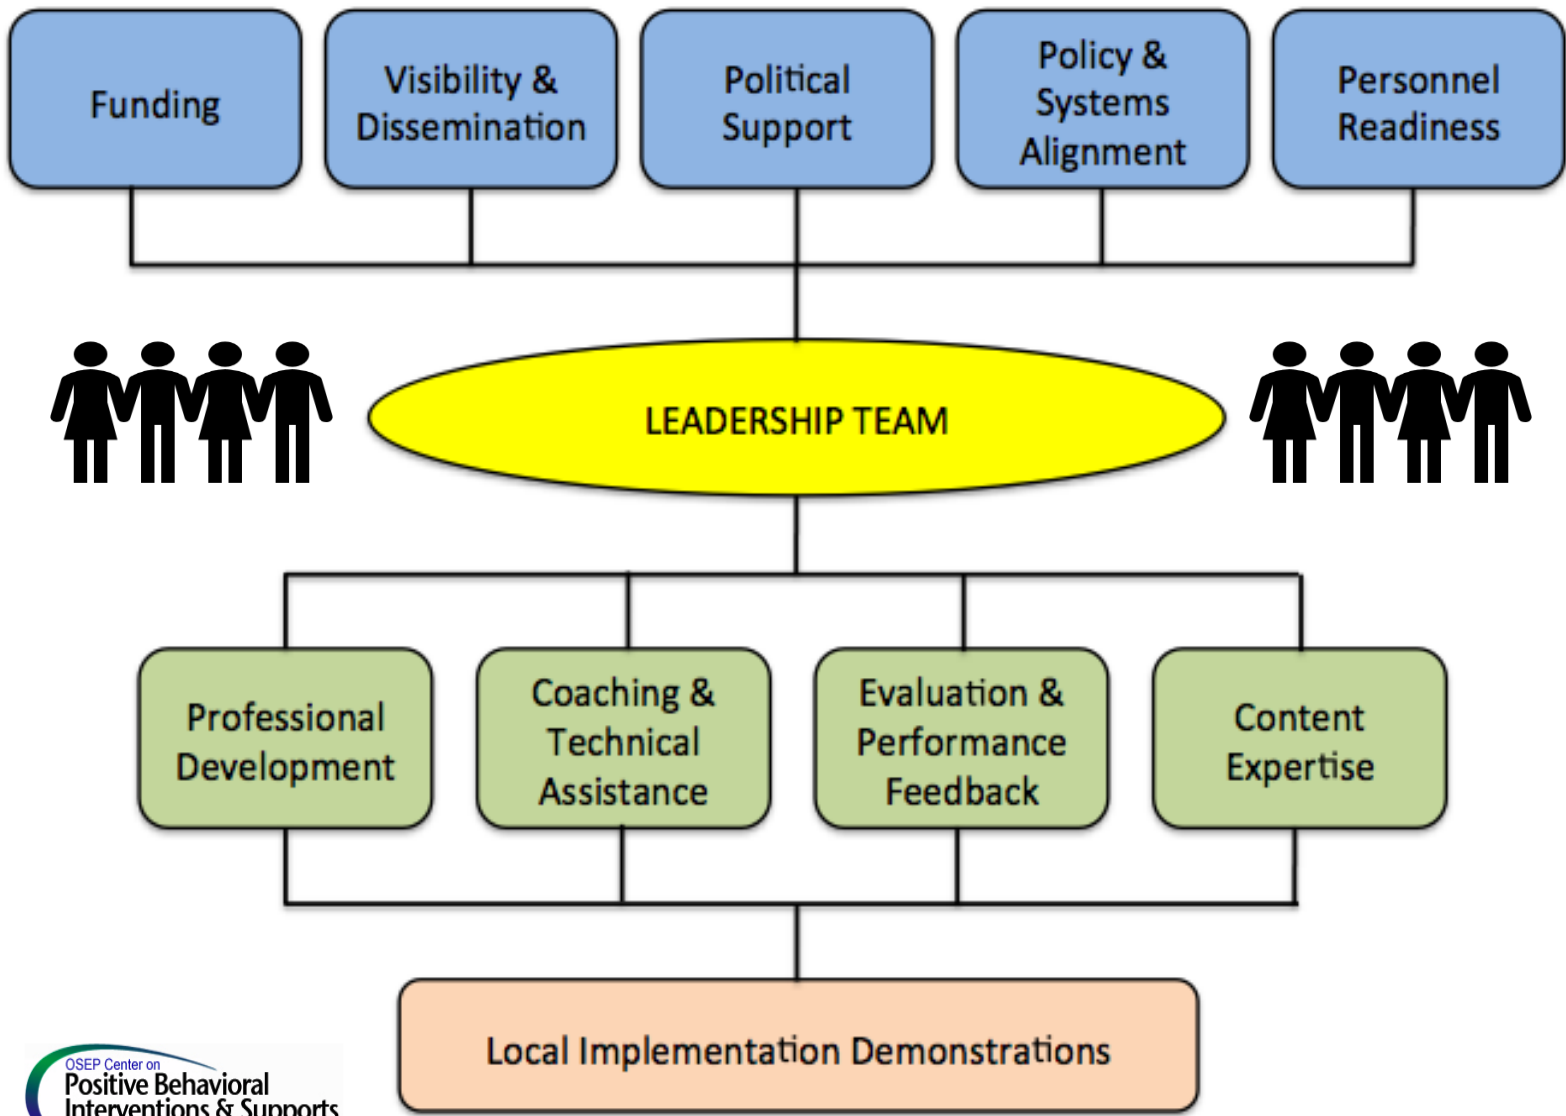 Funding
Visibility &
Dissemination
Political
Support
Policy &
Systems
Alignment
Personnel
Readiness
LEADERSHIP TEAM
Professional
Development
Coaching &
Technical
Assistance
Evaluation &
Performance
Feedback
Content
Expertise
Local Implementation Demonstrations
OSEP Center on
Positive Behavioral
Interventions & Supports